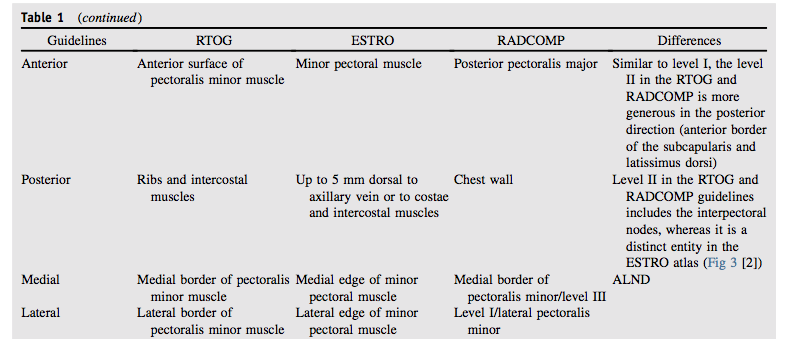 Table 1 (continued)
Guidelines RTOG ESTRO RADCOMP Differences
Anterior Anterior surface of pectoralis minor muscle Minor pectoral muscle Posterior pectoralis major Similar to level I, the level II in the RTOG and RADCOMP is more generous in the posterior direction (anterior border of the subcapularis and latissimus dorsi)
Posterior Ribs and intercostal muscles Up to 5 mm dorsal to axillary vein or to costae and intercostal muscles Chest wall Level II in the RTOG and RADCOMP guidelines includes the interpectoral nodes, whereas it is a distinct entity in the ESTRO atlas (Fig 3 [2])
Medial Medial border of pectoralis minor muscle Medial edge of minor pectoral muscle Medial border of pectoralis minor/level III ALND
Lateral Lateral border of pectoralis minor muscle Lateral edge of minor pectoral muscle Level I/lateral pectoralis minor